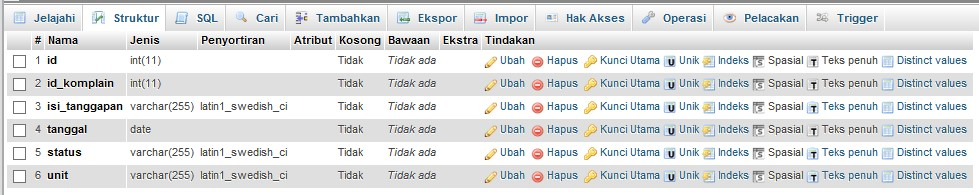 Jelajahi Struktur SQL Cari Tambahkan Ekspor Impor Hak Akses Operasi Pelacakan Trigger
# Nama Jenis Penyortiran Atribut Kosong Bawaan Ekstra Tindakan
1 id int(11) Tidak Tidak ada Ubah Hapus Kunci Utama U Unik Indeks S Spasial T Teks penuh Distinct values
2 id_komplain int(11) Tidak Tidak ada Ubah Hapus Kunci Utama U Unik Indeks S Spasial T Teks penuh Distinct values
3 isi_tanggapan varchar(255) latin1_swedish_ci Tidak Tidak ada Ubah Hapus Kunci Utama U Unik Indeks S Spasial T Teks penuh Distinct values
4 tanggal date Tidak Tidak ada Ubah Hapus Kunci Utama U Unik Indeks S Spasial T Teks penuh Distinct values
5 status varchar(255) latin1_swedish_ci Tidak Tidak ada Ubah Hapus Kunci Utama U Unik Indeks S Spasial T Teks penuh Distinct values
6 unit varchar(255) latin1_swedish_ci Tidak Tidak ada Ubah Hapus Kunci Utama U Unik Indeks S Spasial T Teks penuh Distinct values